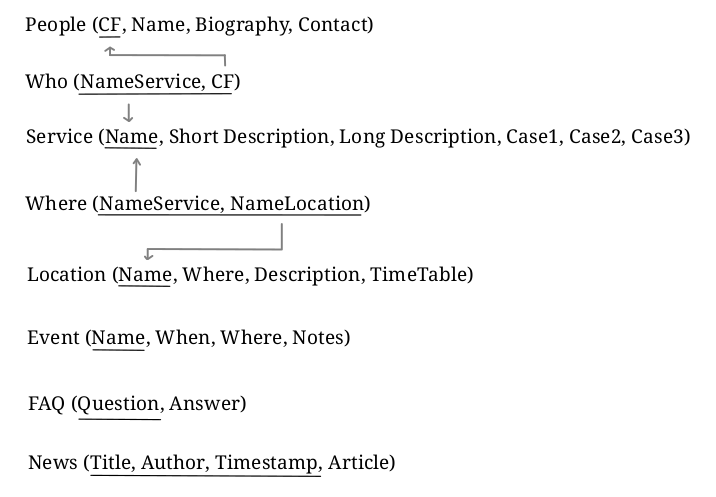 People (CF, Name, Biography, Contact)
Who (NameService, CF)
Service (Name, Short Description, Long Description, Case1, Case2, Case3)
Where (NameService, NameLocation)
Location (Name, Where, Description, TimeTable)
Event (Name, When, Where, Notes)
FAQ (Question, Answer)
News (Title, Author, Timestamp, Article)